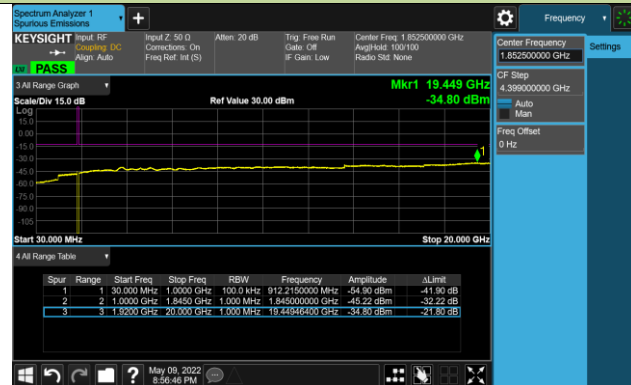 Spectrum Analyzer 1
Spurious Emissions
+
Frequency
KEYSIGHT Input: RF Input Z: 50 Ω Atten: 20 dB Trig: Free Run Center Freq: 1.852500000 GHz
Coupling: DC Corrections: On Gate: Off Avg|Hold: 100/100
Align: Auto Freq Ref: Int (S) IF Gain: Low Radio Std: None
PASS
Center Frequency
1.852500000 GHz
Settings
CF Step
4.399000000 GHz
Auto
Man
Freq Offset
0 Hz
3 All Range Graph
Mkr1 19.449 GHz
Scale/Div 15.0 dB Ref Value 30.00 dBm -34.80 dBm
Log
15.0
0.00
-15.0
-30.0
-45.0
-60.0
-75.0
-90.0
-105
1
Start 30.000 MHz Stop 20.000 GHz
4 All Range Table
Spur Range Start Freq Stop Freq RBW Frequency Amplitude ΔLimit
1 1 30.000 MHz 1.0000 GHz 100.0 kHz 912.215000 MHz -54.90 dBm -41.90 dB
2 2 1.0000 GHz 1.8450 GHz 1.000 MHz 1.845000000 GHz -45.22 dBm -32.22 dB
3 3 1.9200 GHz 20.000 GHz 1.000 MHz 19.44946400 GHz -34.80 dBm -21.80 dB
?
May 09, 2022
8:56:46 PM